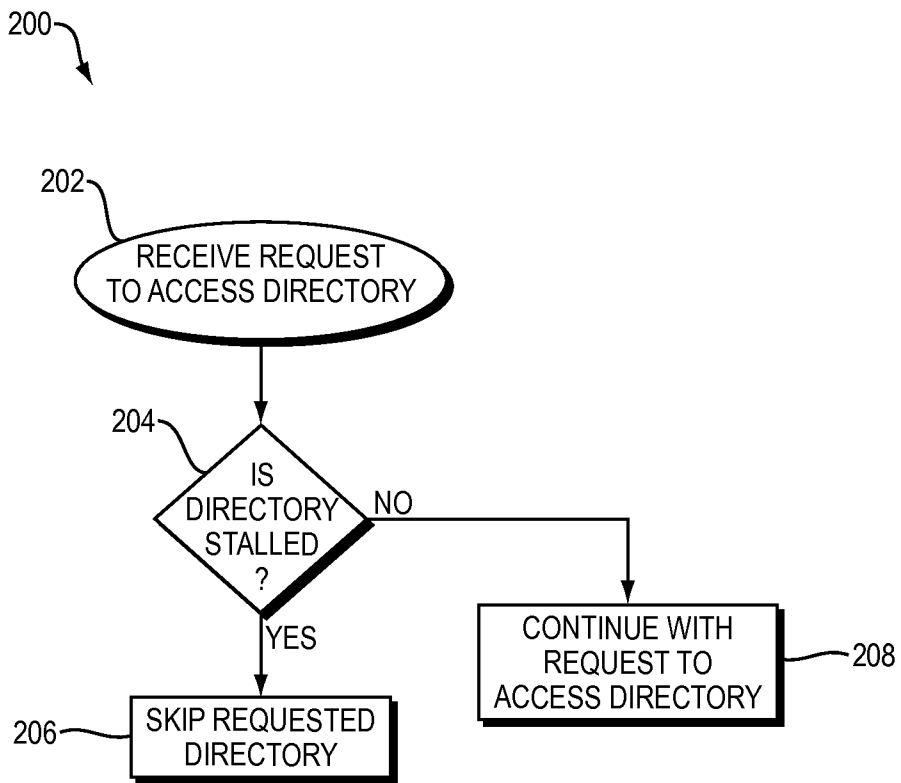 200
202
RECEIVE REQUEST
TO ACCESS DIRECTORY
204
IS
DIRECTORY
STALLED
?
NO
YES
CONTINUE WITH
REQUEST TO
ACCESS DIRECTORY
208
206
SKIP REQUESTED
DIRECTORY